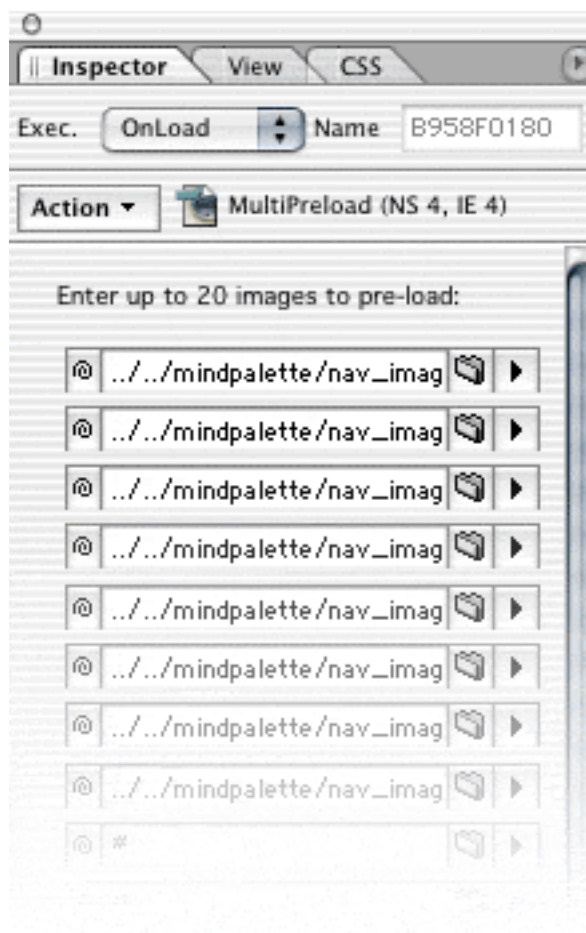 Inspector View CSS
Exec. OnLoad Name B958F0180
Action MultiPreload (NS 4, IE 4)
Enter up to 20 images to pre-load:
../../mindpalette/nav_imag
../../mindpalette/nav_imag
../../mindpalette/nav_imag
../../mindpalette/nav_imag
../../mindpalette/nav_imag
../../mindpalette/nav_imag
../../mindpalette/nav_imag
../../mindpalette/nav_imag
#